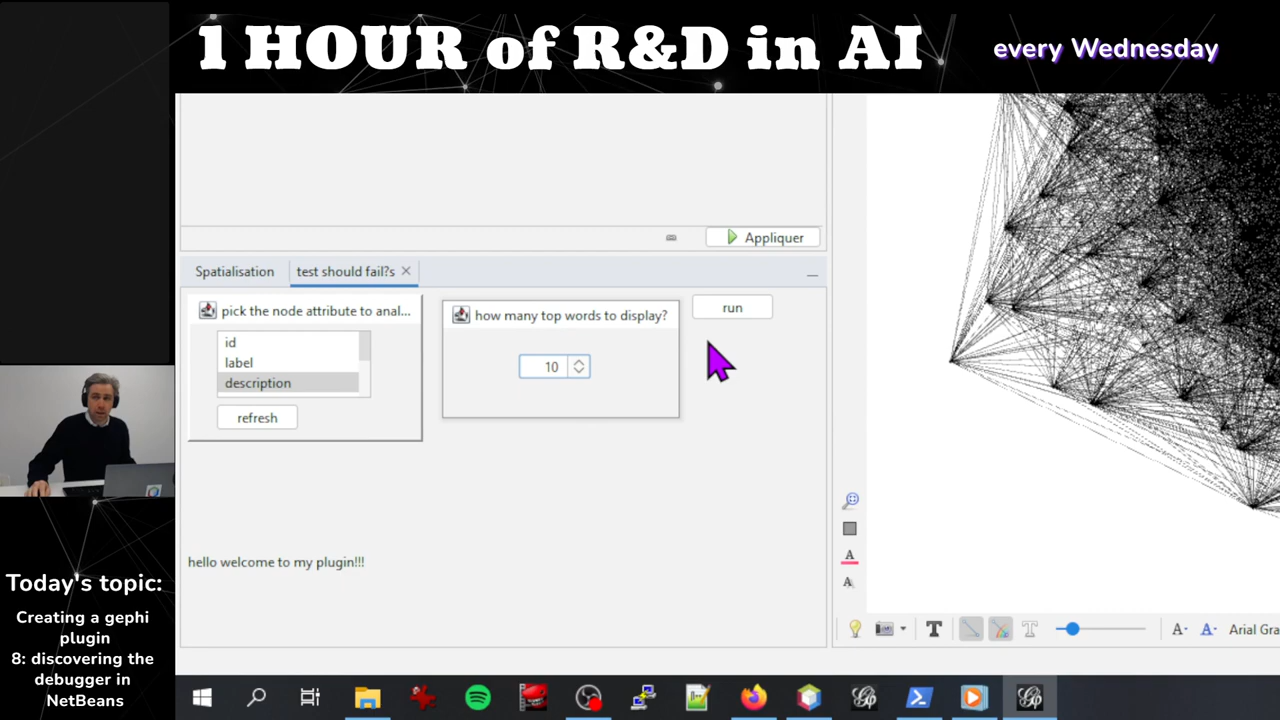 1 HOUR of R&D in AI
every Wednesday
Appliquer
Spatialisation
test should fail?s
pick the node attribute to anal...
id
label
description
refresh
how many top words to display?
10
run
hello welcome to my plugin!!!
Today's topic:
Creating a gephi
plugin
8: discovering the
debugger in
NetBeans
T
T
A
A
A-
A-
Arial Gra